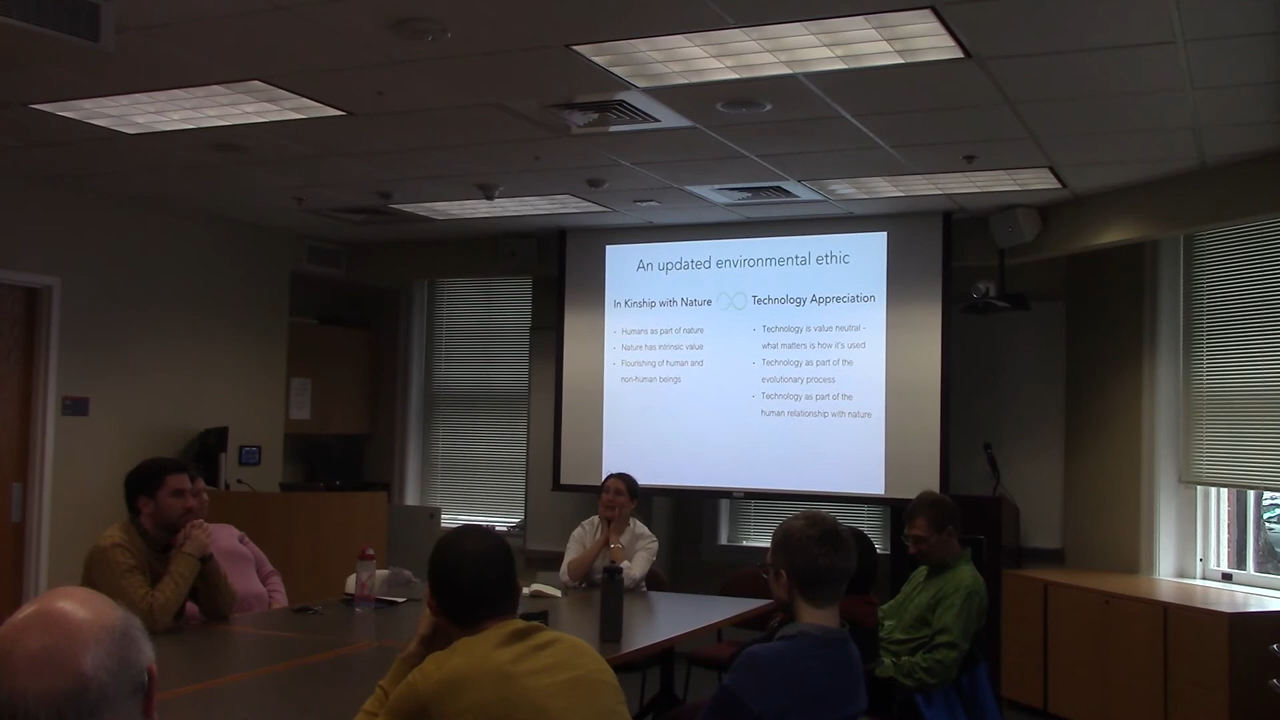 An updated environmental ethic
In Kinship with Nature
• Humans as part of nature
• Nature has intrinsic value
• Flourishing of human and
non-human beings
Technology Appreciation
• Technology is value neutral -
what matters is how it's used
• Technology as part of the
evolutionary process
• Technology as part of the
human relationship with nature